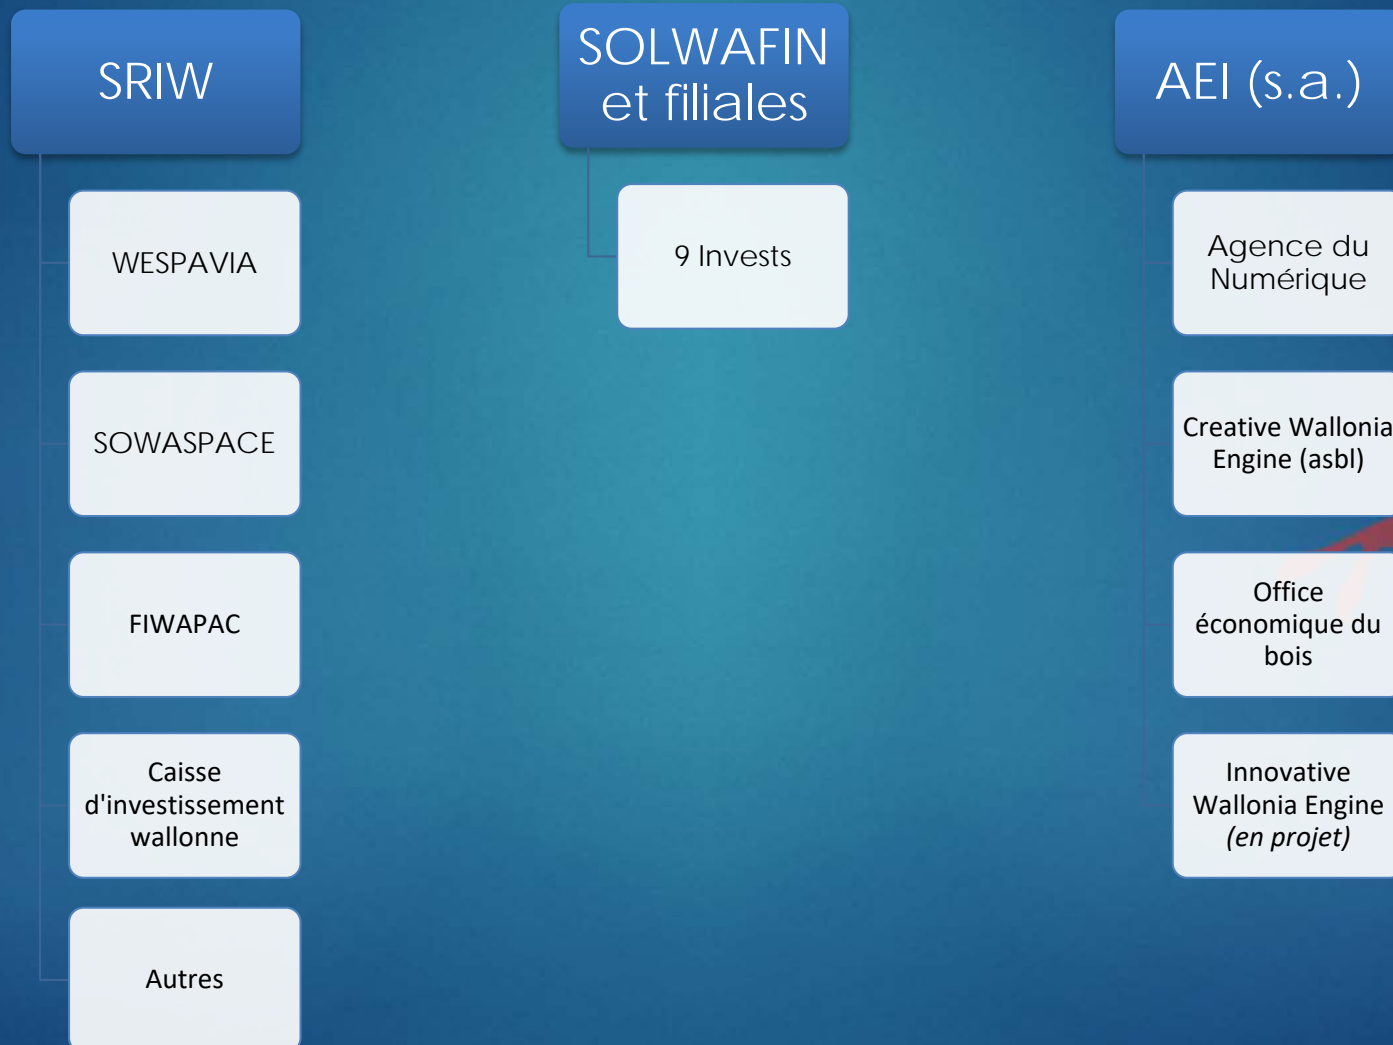 SRIW
WESPAVIA
SOWASPACE
FIWAPAC
Caisse
d'investissement
wallonne
Autres
SOLWAFIN
et filiales
9 Invests
AEI (s.a.)
Agence du
Numérique
Creative Wallonia
Engine (asbl)
Office
économique du
bois
Innovative
Wallonia Engine
(en projet)